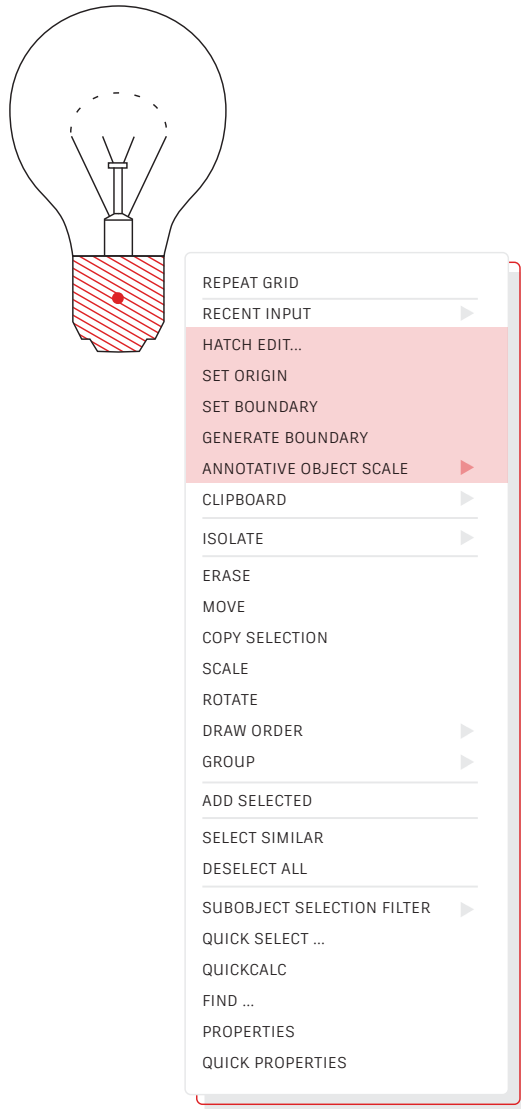 REPEAT GRID
RECENT INPUT
HATCH EDIT...
SET ORIGIN
SET BOUNDARY
GENERATE BOUNDARY
ANNOTATIVE OBJECT SCALE
CLIPBOARD
ISOLATE
ERASE
MOVE
COPY SELECTION
SCALE
ROTATE
DRAW ORDER
GROUP
ADD SELECTED
SELECT SIMILAR
DESELECT ALL
SUBOBJECT SELECTION FILTER
QUICK SELECT ...
QUICKCALC
FIND ...
PROPERTIES
QUICK PROPERTIES